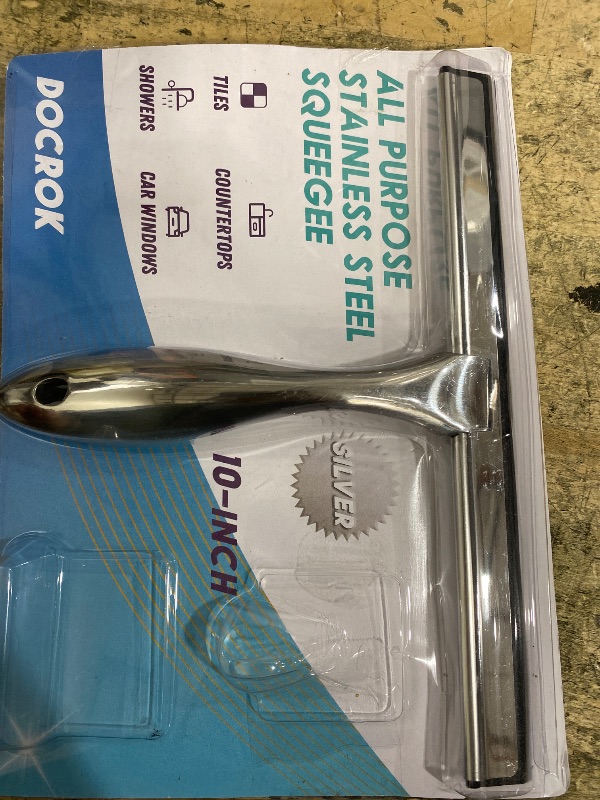 ALL PURPOSE
STAINLESS STEEL
SQUEEGEE
TILES
COUNTERTOPS
SHOWERS
CAR WINDOWS
DOCROK
SILVER
10-INCH